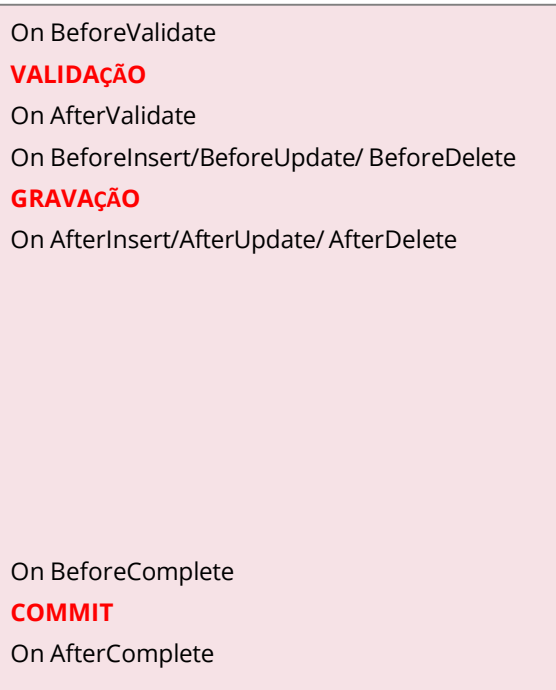 On BeforeValidate
VALIDAÇÃO
On AfterValidate
On BeforeInsert/BeforeUpdate/ BeforeDelete
GRAVAÇÃO
On AfterInsert/AfterUpdate/ AfterDelete
On BeforeComplete
COMMIT
On AfterComplete